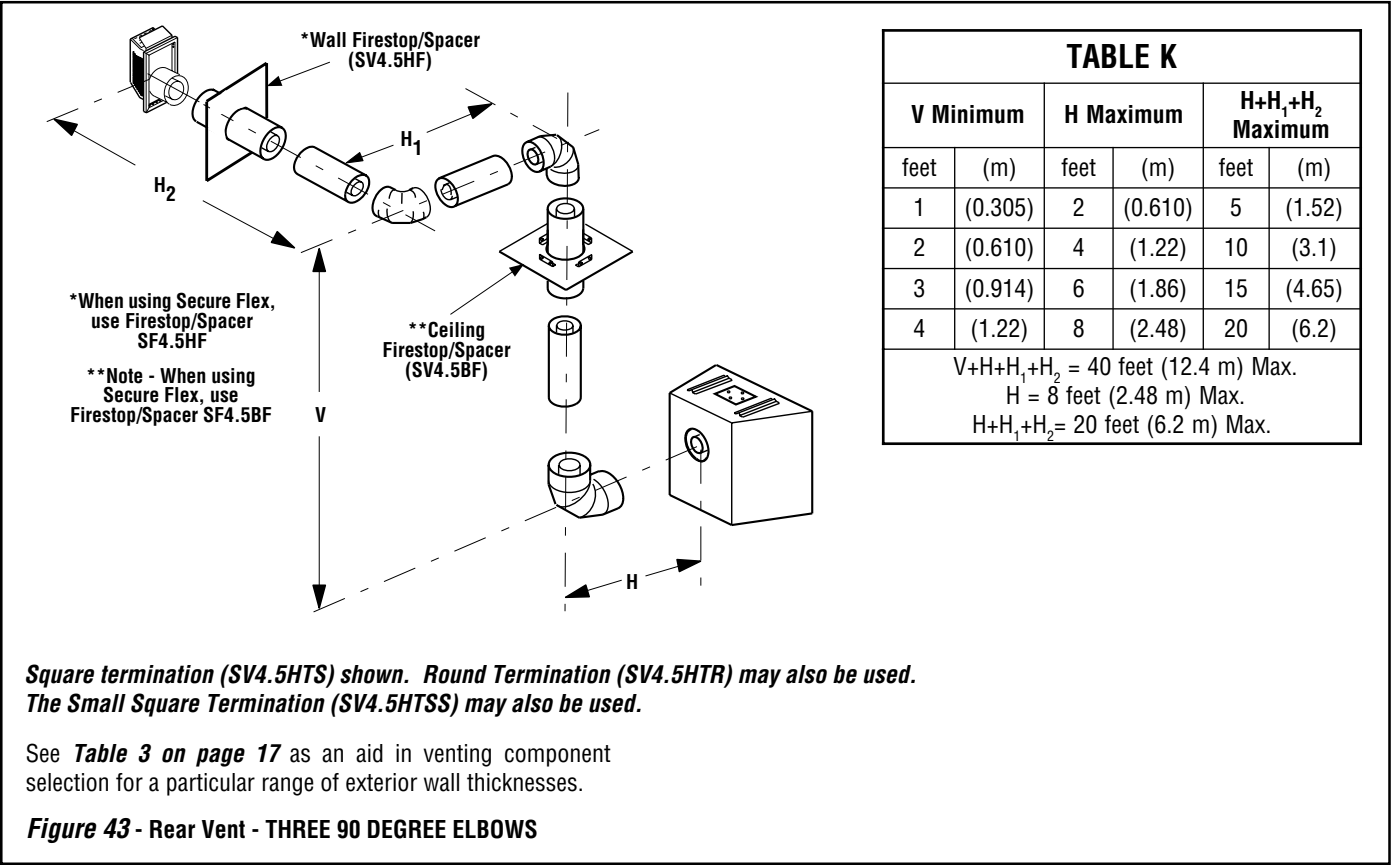 *Wall Firestop/Spacer
(SV4.5HF)
H1
H2
*When using Secure Flex,
use Firestop/Spacer
SF4.5HF
**Note - When using
Secure Flex, use
Firestop/Spacer SF4.5BF
V
**Ceiling
Firestop/Spacer
(SV4.5BF)
H
TABLE K
V Minimum H Maximum H+H1+H2 Maximum
feet (m) feet (m) feet (m)
1 (0.305) 2 (0.610) 5 (1.52)
2 (0.610) 4 (1.22) 10 (3.1)
3 (0.914) 6 (1.86) 15 (4.65)
4 (1.22) 8 (2.48) 20 (6.2)
V+H+H1+H2 = 40 feet (12.4 m) Max.
H = 8 feet (2.48 m) Max.
H+H1+H2= 20 feet (6.2 m) Max.
Square termination (SV4.5HTS) shown. Round Termination (SV4.5HTR) may also be used.
The Small Square Termination (SV4.5HTSS) may also be used.
See Table 3 on page 17 as an aid in venting component
selection for a particular range of exterior wall thicknesses.
Figure 43 - Rear Vent - THREE 90 DEGREE ELBOWS